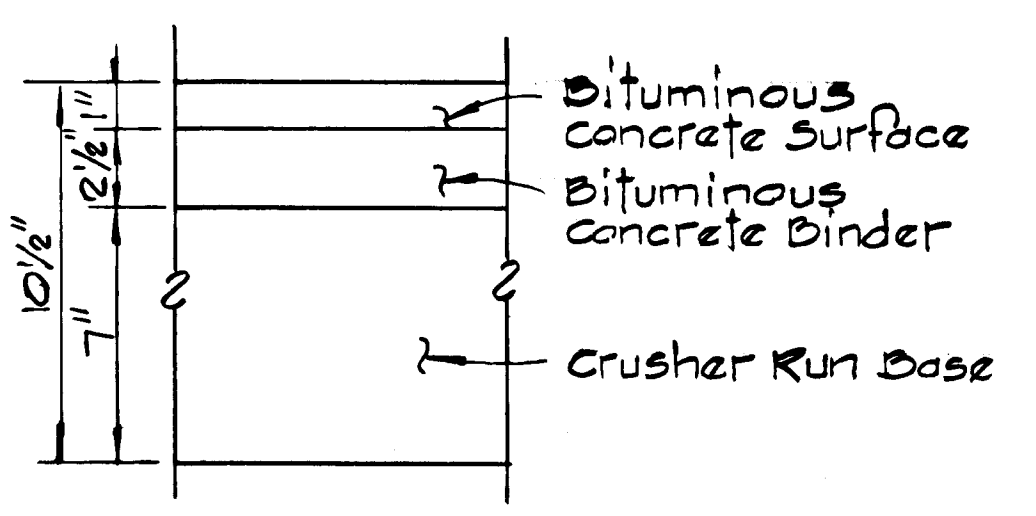 1"
2½"
10½"
7"
Bituminous
Concrete Surface
Bituminous
Concrete Binder
Crusher Run Base